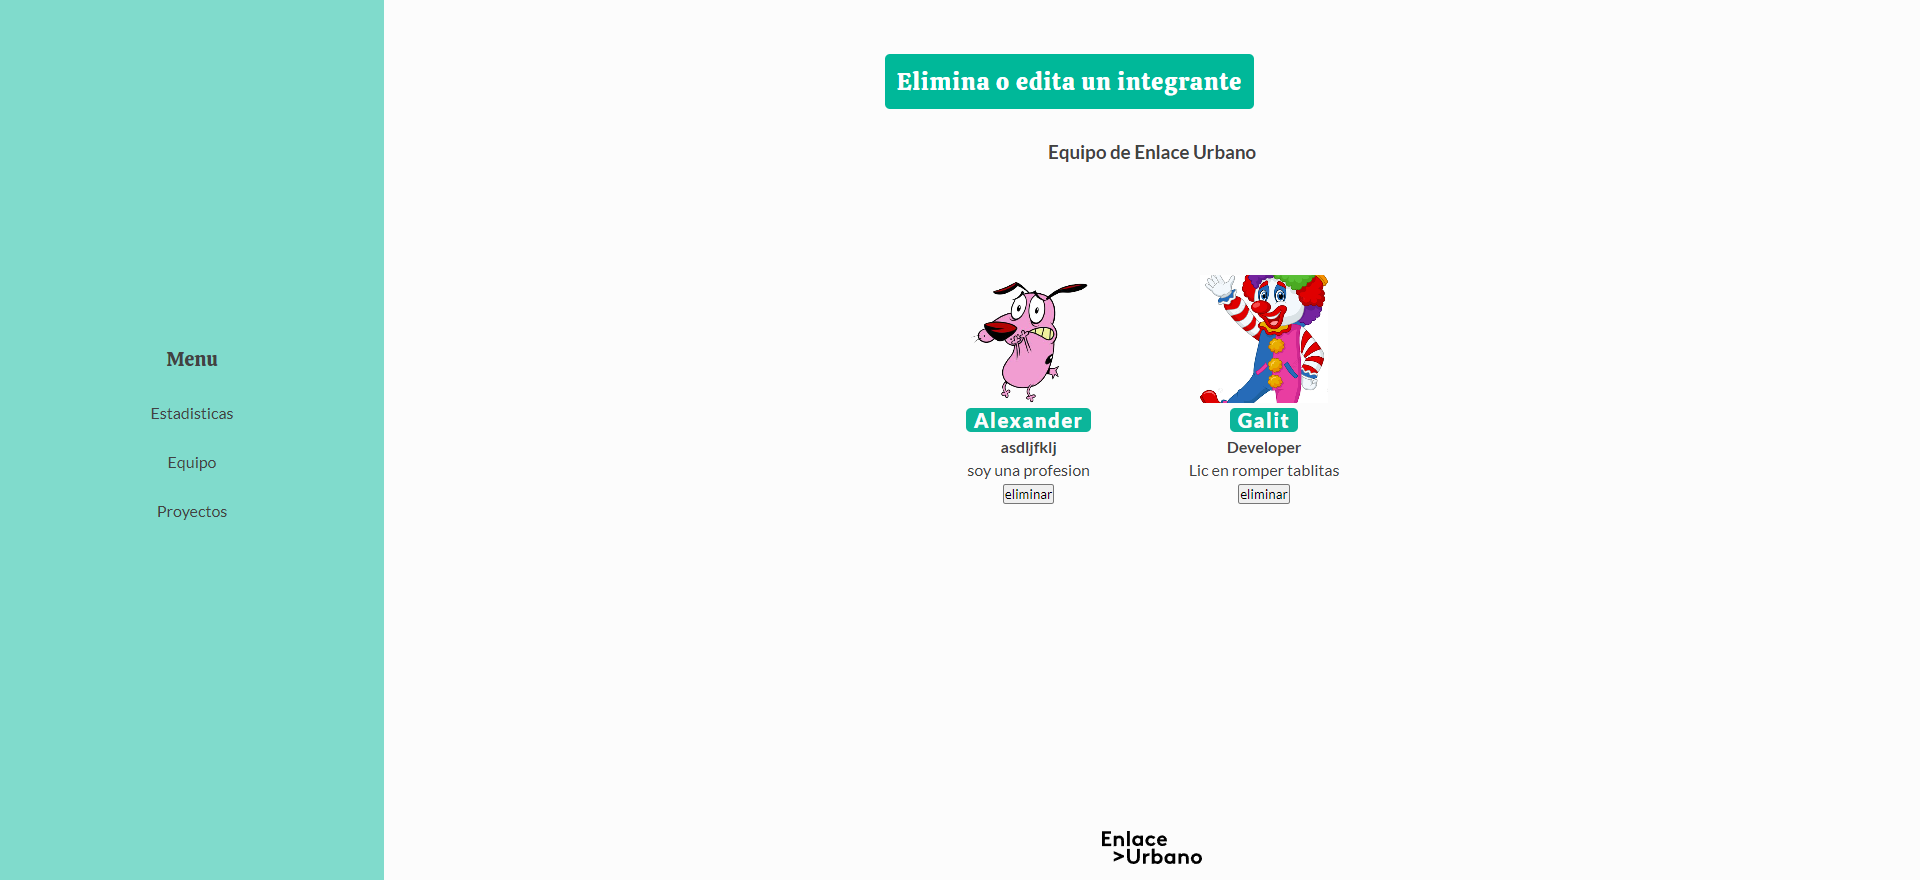 Menu
Estadisticas
Equipo
Proyectos
Elimina o edita un integrante
Equipo de Enlace Urbano
Alexander
asdljfklj
soy una profesion
eliminar
Galit
Developer
Lic en romper tablitas
eliminar
Enlace
>Urbano